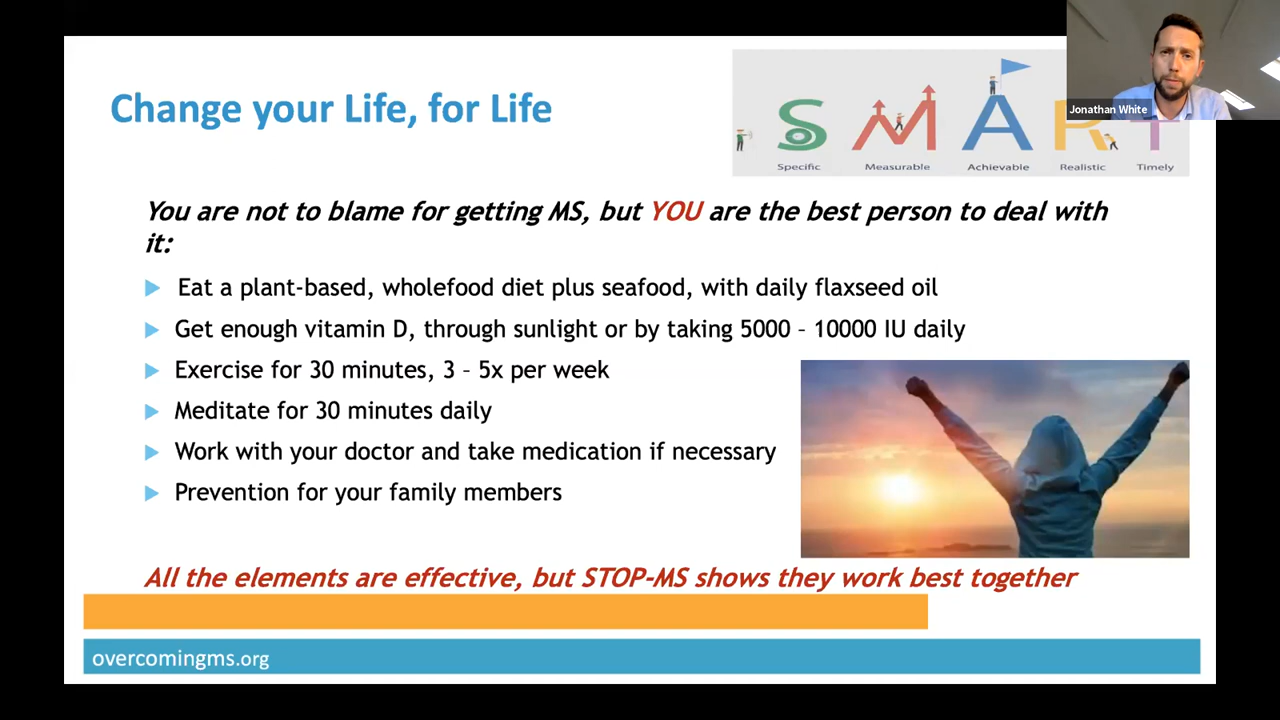 Change your Life, for Life
S M A R T
Specific Measurable Achievable Realistic Timely
Jonathan White
You are not to blame for getting MS, but YOU are the best person to deal with
it:
Eat a plant-based, wholefood diet plus seafood, with daily flaxseed oil
Get enough vitamin D, through sunlight or by taking 5000 – 10000 IU daily
Exercise for 30 minutes, 3 – 5x per week
Meditate for 30 minutes daily
Work with your doctor and take medication if necessary
Prevention for your family members
All the elements are effective, but STOP-MS shows they work best together
overcomingms.org